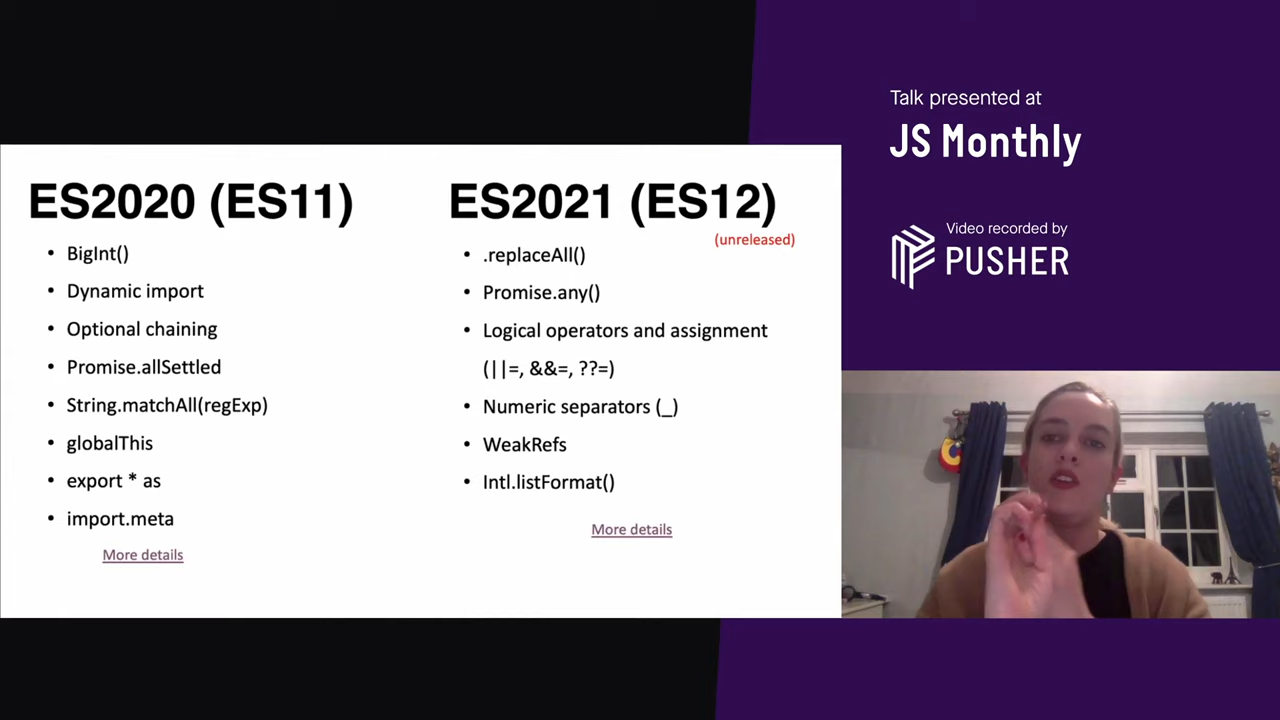 Talk presented at
JS Monthly
Video recorded by
PUSHER
ES2020 (ES11)
• BigInt()
• Dynamic import
• Optional chaining
• Promise.allSettled
• String.matchAll(regExp)
• globalThis
• export * as
• import.meta
More details
ES2021 (ES12)
(unreleased)
• .replaceAll()
• Promise.any()
• Logical operators and assignment
(||=, &&=, ??=)
• Numeric separators (_)
• WeakRefs
• Intl.listFormat()
More details